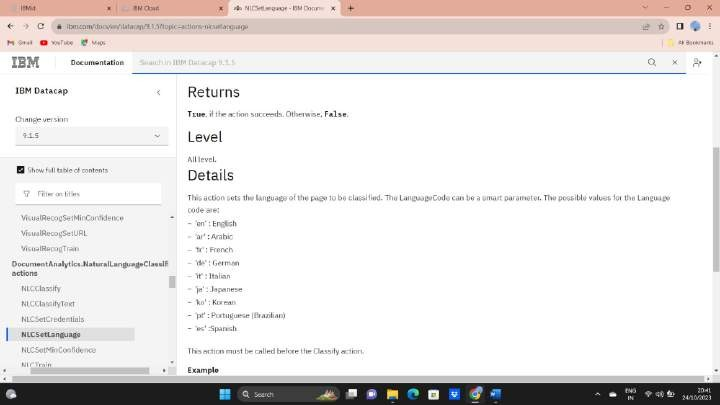 IBMid
IBM Cloud
NLCSetLanguage - IBM Docume
ibm.com/docs/en/datacap/9.1.5?topic=actions-nlcsetlanguage
Gmail
YouTube
Maps
All Bookmarks
IBM
Documentation
Search in IBM Datacap 9.1.5
IBM Datacap
Change version
9.1.5
Show full table of contents
Filter on titles
VisualRecogSetMinConfidence
VisualRecogSetURL
VisualRecogTrain
DocumentAnalytics.NaturalLanguageClassifi
actions
NLCClassify
NLCClassifyText
NLCSetCredentials
NLCSetLanguage
NLCSetMinConfidence
NLCTrain
Returns
True, if the action succeeds. Otherwise, False.
Level
All level.
Details
This action sets the language of the page to be classified. The LanguageCode can be a smart parameter. The possible values for the Language
code are:
– 'en' : English
– 'ar' : Arabic
– 'fr' : French
– 'de' : German
– 'it' : Italian
– 'ja' : Japanese
– 'ko' : Korean
– 'pt' : Portuguese (Brazilian)
– 'es' :Spanish
This action must be called before the Classify action.
Example
Search
ENG
IN
20:41
24/10/2023